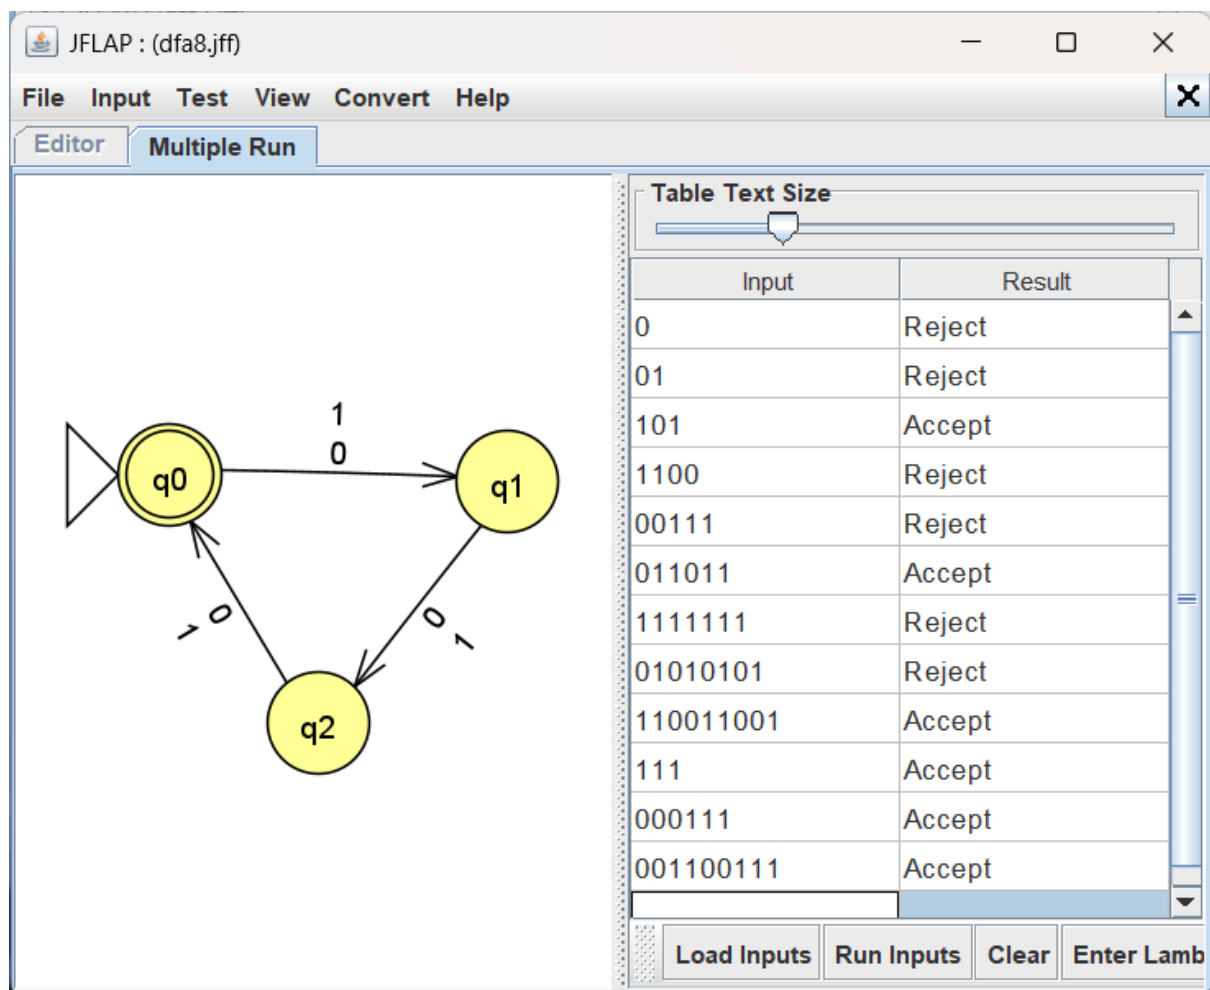 JFLAP : (dfa8.jff)
File Input Test View Convert Help
Editor Multiple Run
Table Text Size
Input Result
0 Reject
01 Reject
101 Accept
1100 Reject
00111 Reject
011011 Accept
1111111 Reject
01010101 Reject
110011001 Accept
111 Accept
000111 Accept
001100111 Accept
Load Inputs Run Inputs Clear Enter Lamb
1
0
q0
q1
0
1
0
1
q2